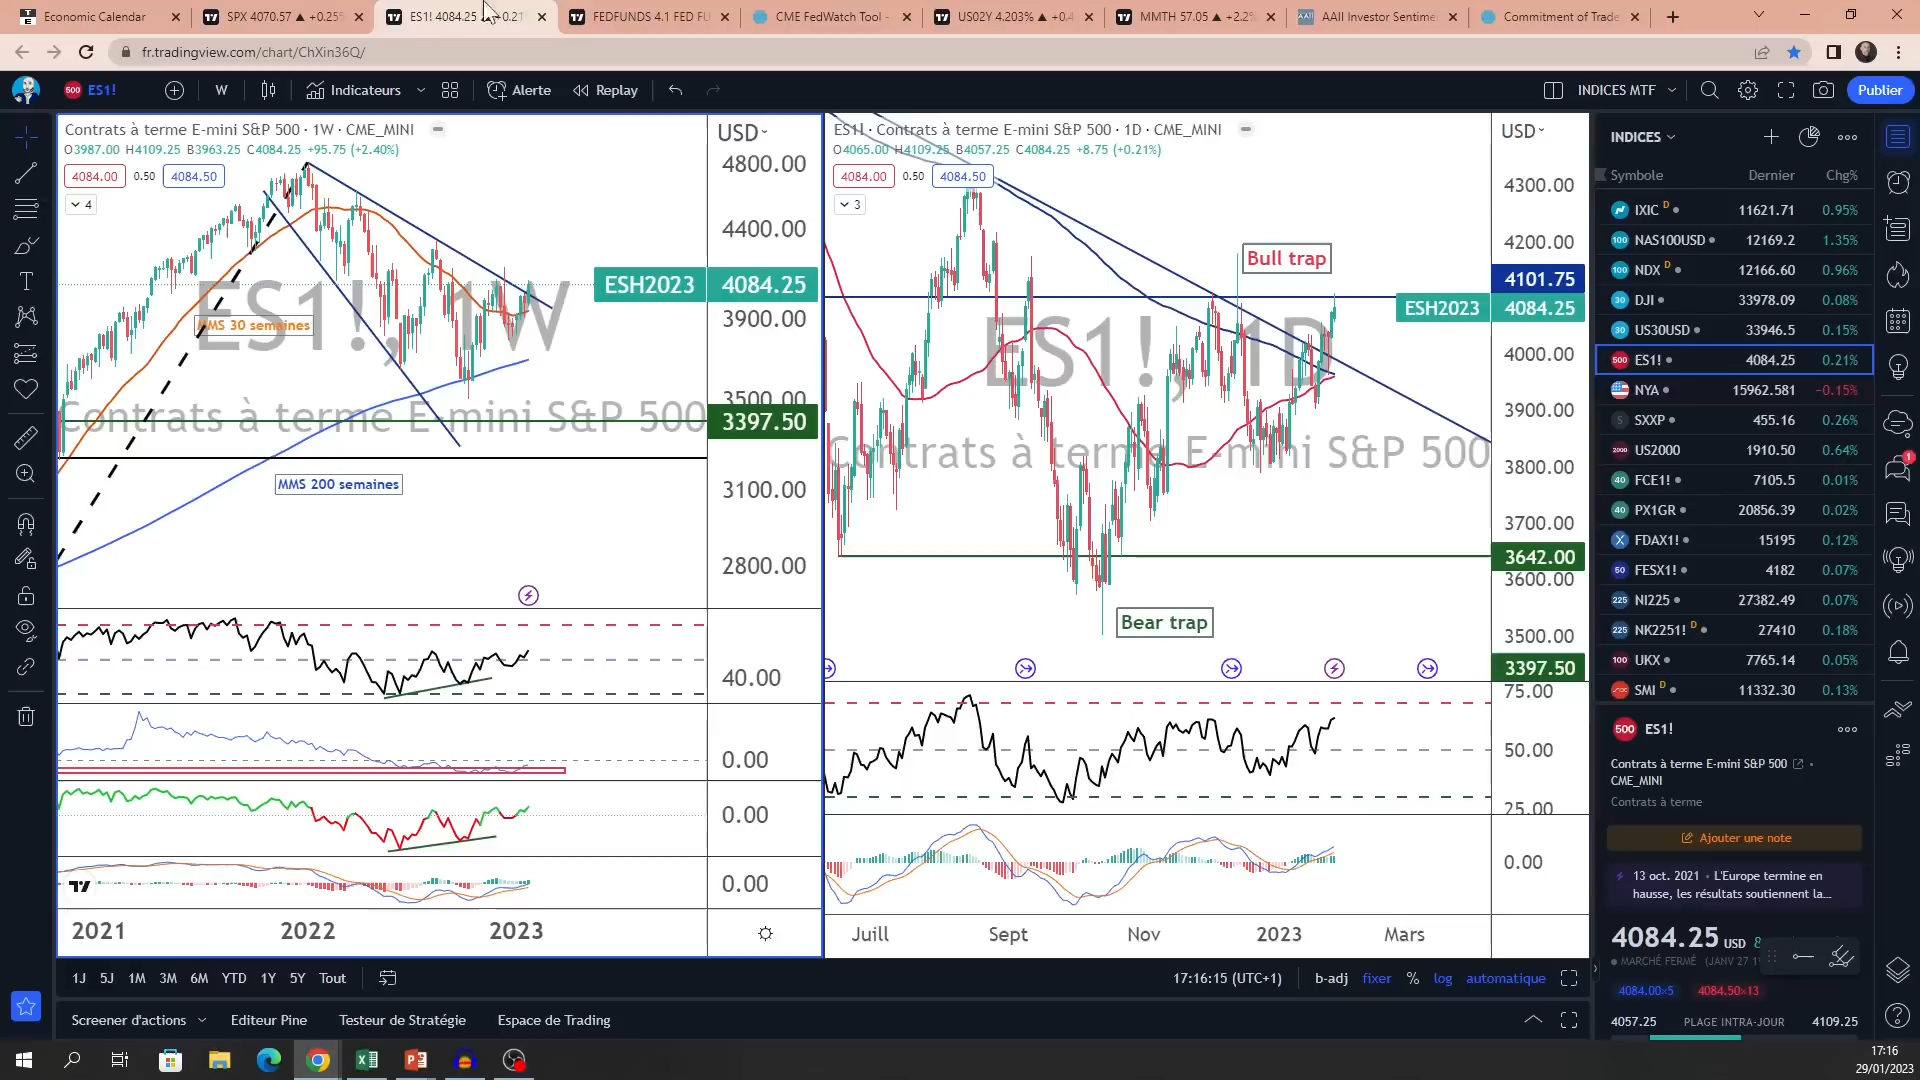 Economic Calendar
SPX 4070.57 ▲ +0.25%
ES1! 4084.25 ▲ +0.21
FEDFUNDS 4.1 FED FU
CME FedWatch Tool -
US02Y 4.203% ▲ +0.4
MMTH 57.05 ▲ +2.2%
AAII Investor Sentime
Commitment of Trade
fr.tradingview.com/chart/ChXin36Q/
ES1!
W
Indicateurs
Alerte
Replay
INDICES MTF
Publier
Contrats à terme E-mini S&P 500 · 1W · CME_MINI
O3987.00 H4109.25 B3963.25 C4084.25 +95.75 (+2.40%)
4084.00 0.50 4084.50
4
USD
4800.00
4400.00
ESH2023 4084.25
3900.00
3500.00
3397.50
3100.00
2800.00
ES1!, 1W
Contrats à terme E-mini S&P 500
MMS 30 semaines
MMS 200 semaines
40.00
0.00
0.00
0.00
2021 2022 2023
ES1! · Contrats à terme E-mini S&P 500 · 1D · CME_MINI
O4065.00 H4109.25 B4057.25 C4084.25 +8.75 (+0.21%)
4084.00 0.50 4084.50
3
USD
4300.00
4200.00
4101.75
ESH2023 4084.25
4000.00
3900.00
3800.00
3700.00
3642.00
3600.00
3500.00
3397.50
ES1!, 1D
Contrats à terme E-mini S&P 500
Bull trap
Bear trap
75.00
50.00
25.00
0.00
Juill Sept Nov 2023 Mars
1J 5J 1M 3M 6M YTD 1Y 5Y Tout
17:16:15 (UTC+1) b-adj fixer % log automatique
Screener d'actions Editeur Pine Testeur de Stratégie Espace de Trading
INDICES
Symbole Dernier Chg%
IXIC D 11621.71 0.95%
NAS100USD 12169.2 1.35%
NDX D 12166.60 0.96%
DJI 33978.09 0.08%
US30USD 33946.5 0.15%
ES1! 4084.25 0.21%
NYA 15962.581 −0.15%
SXXP 455.16 0.26%
US2000 1910.50 0.64%
FCE1! 7105.5 0.01%
PX1GR 20856.39 0.02%
FDAX1! 15195 0.12%
FESX1! 4182 0.07%
NI225 27382.49 0.07%
NK2251! D 27410 0.18%
UKX 7765.14 0.05%
SMI D 11332.30 0.13%
500 ES1!
Contrats à terme E-mini S&P 500
CME_MINI
Contrats à terme
Ajouter une note
13 oct. 2021 · L'Europe termine en
hausse, les résultats soutiennent la...
4084.25 USD
MARCHÉ FERMÉ (JAN
4084.00×5 4084.50×13
4057.25 PLAGE INTRA-JOUR 4109.25
17:16
29/01/2023